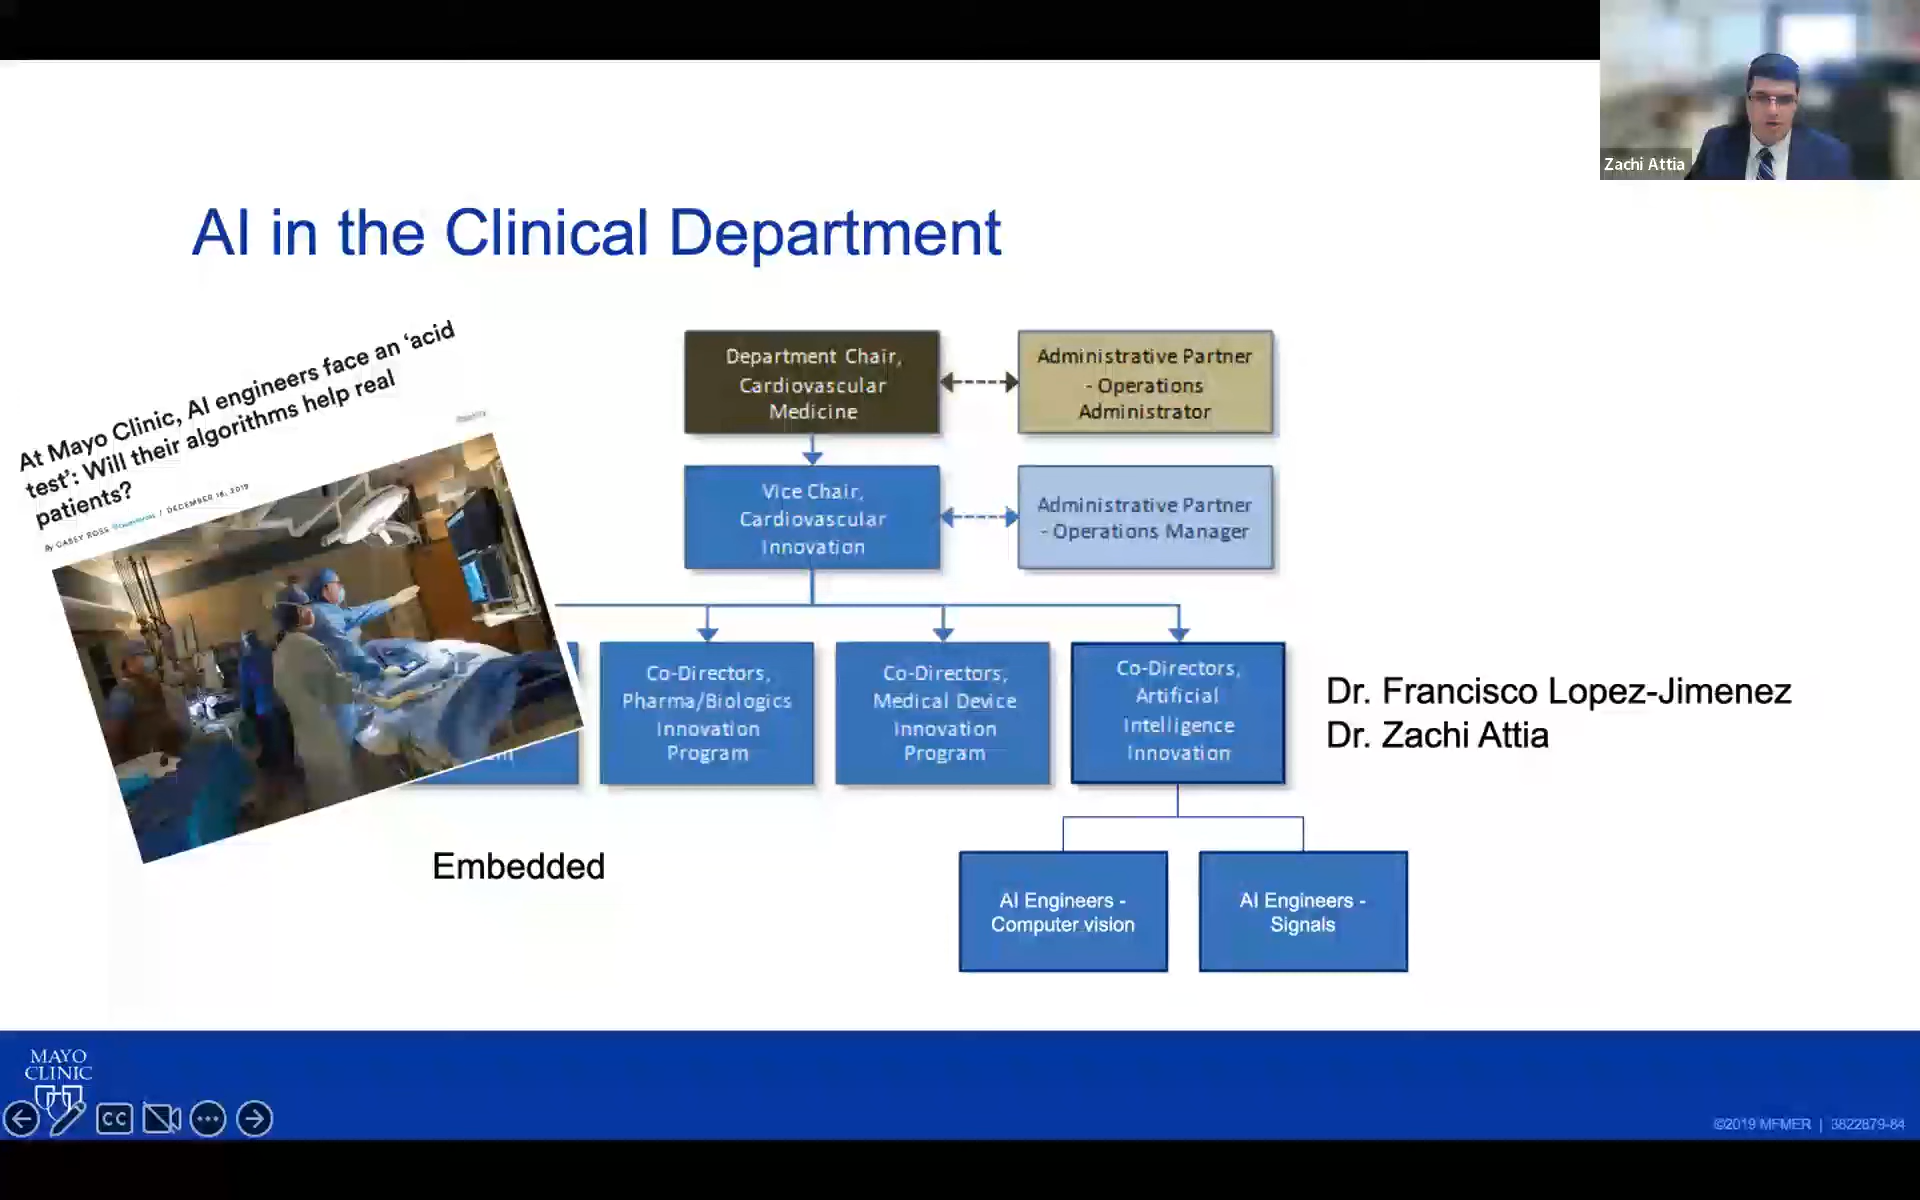 Zachi Attia
AI in the Clinical Department
At Mayo Clinic, AI engineers face an ‘acid
test’: Will their algorithms help real
patients?
By CASEY ROSS / DECEMBER 18, 2019
Department Chair,
Cardiovascular
Medicine
Administrative Partner
- Operations
Administrator
Vice Chair,
Cardiovascular
Innovation
Administrative Partner
- Operations Manager
Co-Directors,
Pharma/Biologics
Innovation
Program
Co-Directors,
Medical Device
Innovation
Program
Co-Directors,
Artificial
Intelligence
Innovation
Dr. Francisco Lopez-Jimenez
Dr. Zachi Attia
Embedded
AI Engineers -
Computer vision
AI Engineers -
Signals
MAYO
CLINIC
CC
©2019 MFMER | 3822879-84